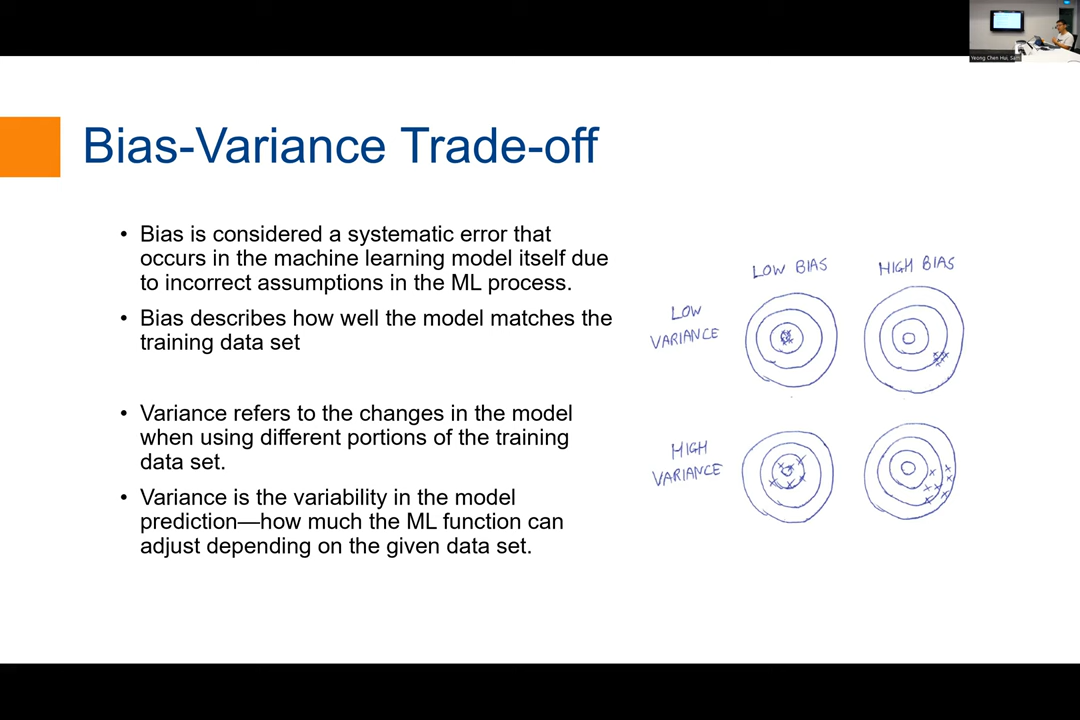 Yeong Chen Hui, Sam
Bias-Variance Trade-off
• Bias is considered a systematic error that
occurs in the machine learning model itself due
to incorrect assumptions in the ML process.
• Bias describes how well the model matches the
training data set
• Variance refers to the changes in the model
when using different portions of the training
data set.
• Variance is the variability in the model
prediction—how much the ML function can
adjust depending on the given data set.
LOW BIAS
HIGH BIAS
LOW
VARIANCE
HIGH
VARIANCE